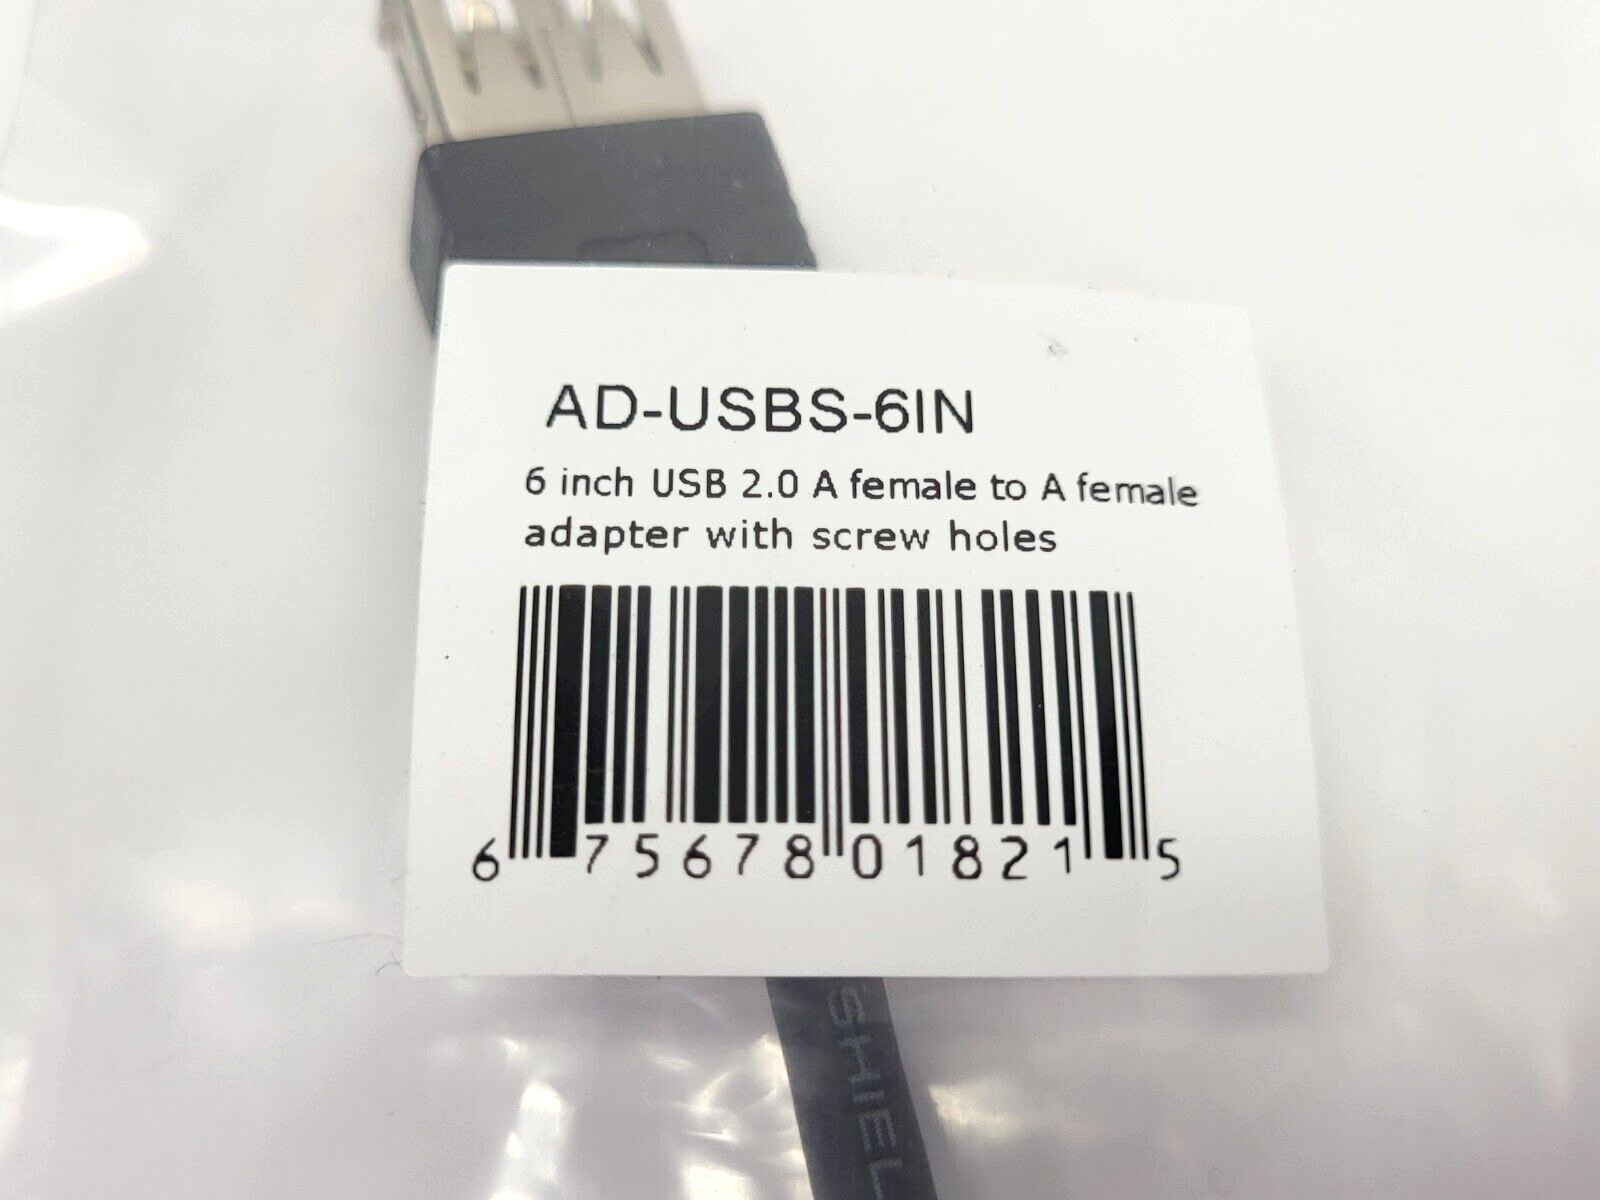 AD-USBS-6IN
6 inch USB 2.0 A female to A female
adapter with screw holes
6 75678 01821 5
SHIEL